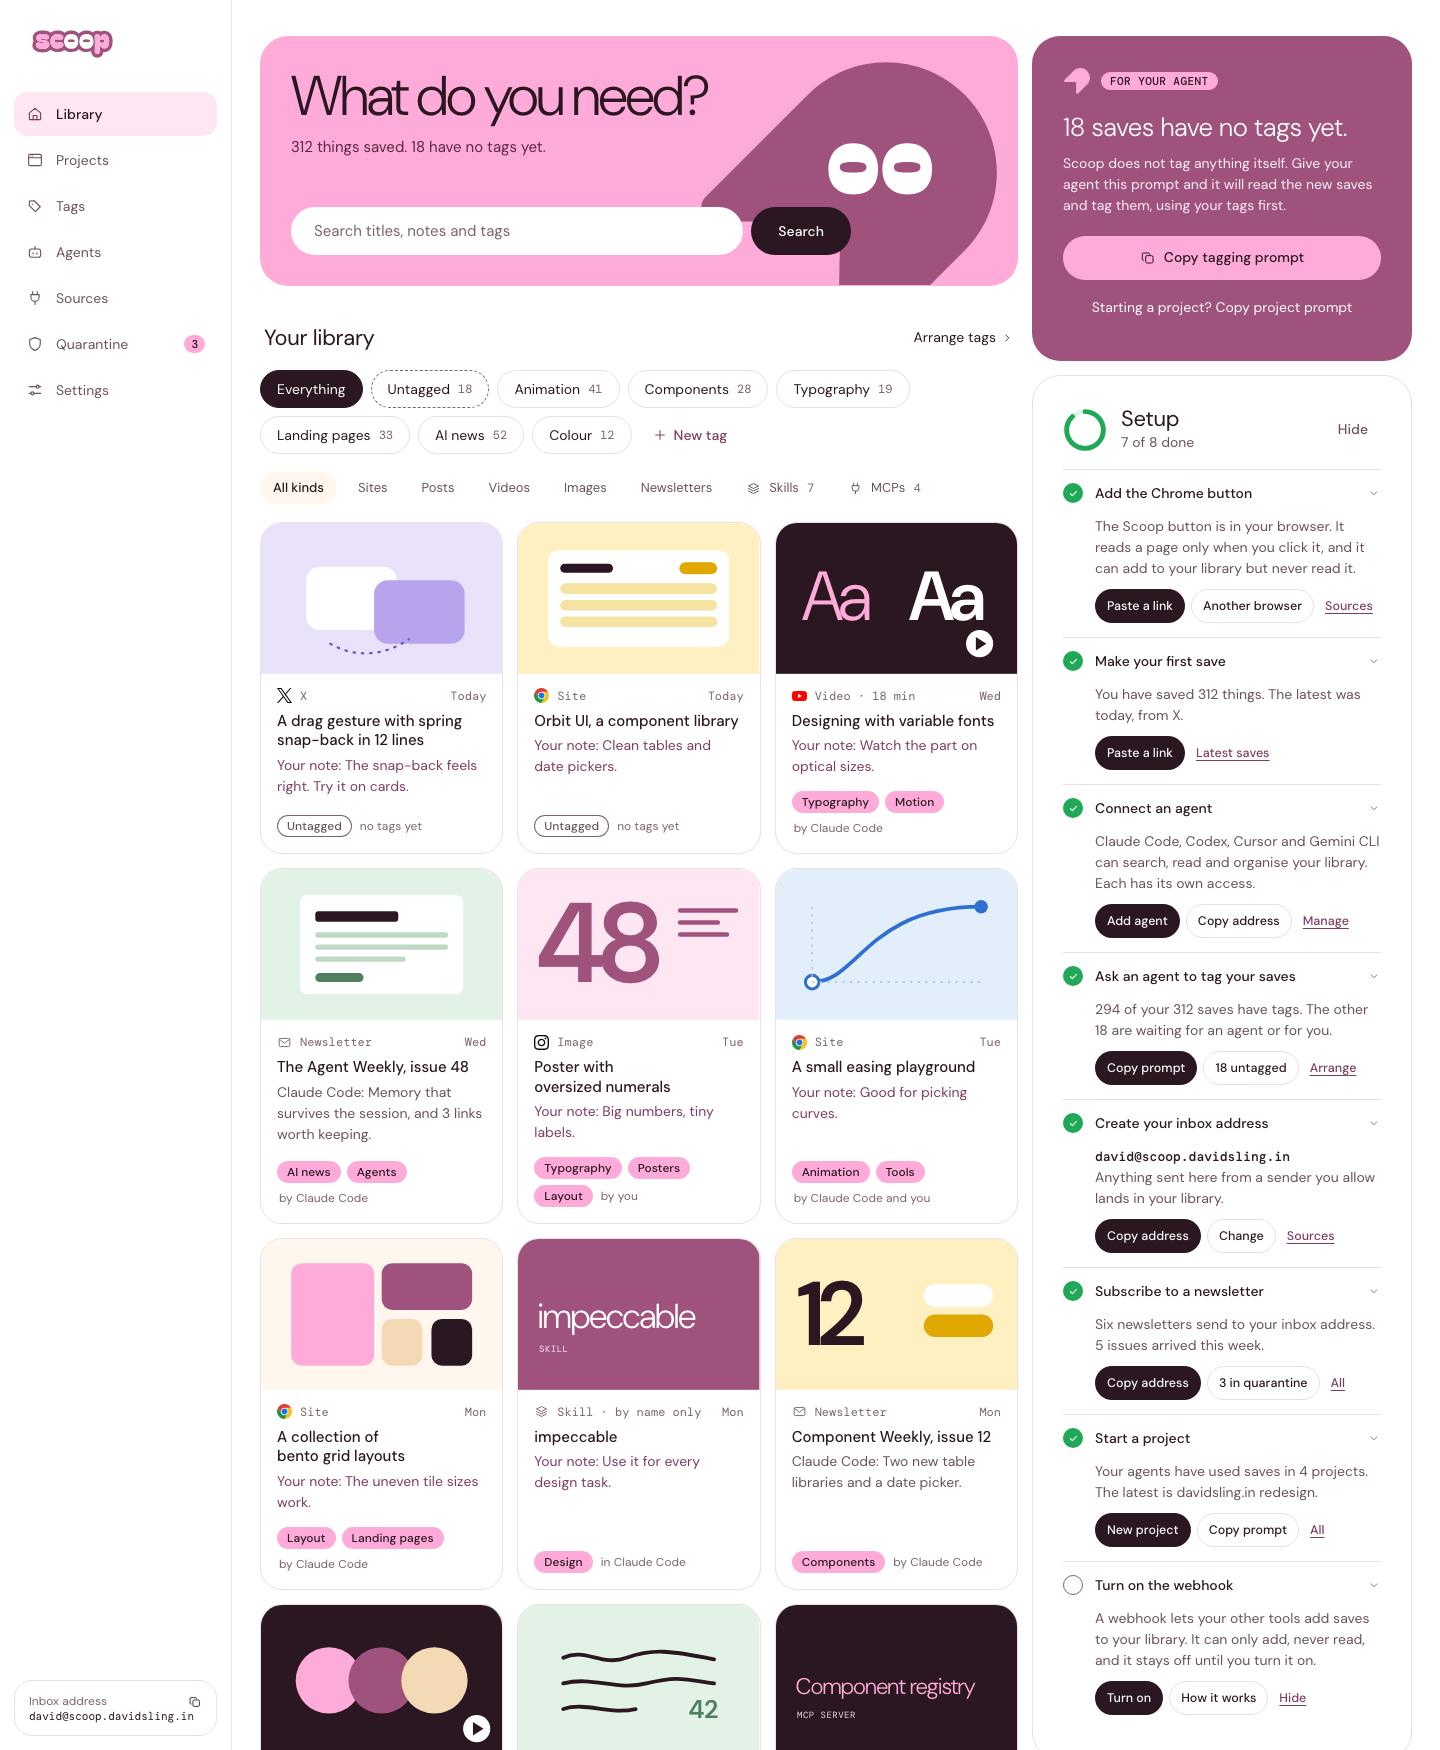 scoop
Library
Projects
Tags
Agents
Sources
Quarantine 3
Settings
Inbox address
david@scoop.davidsling.in
What do you need?
312 things saved. 18 have no tags yet.
Search titles, notes and tags
Search
Your library
Arrange tags
Everything
Untagged 18
Animation 41
Components 28
Typography 19
Landing pages 33
AI news 52
Colour 12
New tag
All kinds
Sites
Posts
Videos
Images
Newsletters
Skills 7
MCPs 4
X Today
A drag gesture with spring
snap-back in 12 lines
Your note: The snap-back feels
right. Try it on cards.
Untagged no tags yet
Site Today
Orbit UI, a component library
Your note: Clean tables and
date pickers.
Untagged no tags yet
Aa Aa
Video · 18 min Wed
Designing with variable fonts
Your note: Watch the part on
optical sizes.
Typography Motion
by Claude Code
Newsletter Wed
The Agent Weekly, issue 48
Claude Code: Memory that
survives the session, and 3 links
worth keeping.
AI news Agents
by Claude Code
48
Image Tue
Poster with
oversized numerals
Your note: Big numbers, tiny
labels.
Typography Posters
Layout by you
Site Tue
A small easing playground
Your note: Good for picking
curves.
Animation Tools
by Claude Code and you
Site Mon
A collection of
bento grid layouts
Your note: The uneven tile sizes
work.
Layout Landing pages
by Claude Code
impeccable
SKILL
Skill · by name only Mon
impeccable
Your note: Use it for every
design task.
Design in Claude Code
12
Newsletter Mon
Component Weekly, issue 12
Claude Code: Two new table
libraries and a date picker.
Components by Claude Code
42
Component registry
MCP SERVER
FOR YOUR AGENT
18 saves have no tags yet.
Scoop does not tag anything itself. Give your
agent this prompt and it will read the new saves
and tag them, using your tags first.
Copy tagging prompt
Starting a project? Copy project prompt
Setup
7 of 8 done
Hide
Add the Chrome button
The Scoop button is in your browser. It
reads a page only when you click it, and it
can add to your library but never read it.
Paste a link Another browser Sources
Make your first save
You have saved 312 things. The latest was
today, from X.
Paste a link Latest saves
Connect an agent
Claude Code, Codex, Cursor and Gemini CLI
can search, read and organise your library.
Each has its own access.
Add agent Copy address Manage
Ask an agent to tag your saves
294 of your 312 saves have tags. The other
18 are waiting for an agent or for you.
Copy prompt 18 untagged Arrange
Create your inbox address
david@scoop.davidsling.in
Anything sent here from a sender you allow
lands in your library.
Copy address Change Sources
Subscribe to a newsletter
Six newsletters send to your inbox address.
5 issues arrived this week.
Copy address 3 in quarantine All
Start a project
Your agents have used saves in 4 projects.
The latest is davidsling.in redesign.
New project Copy prompt All
Turn on the webhook
A webhook lets your other tools add saves
to your library. It can only add, never read,
and it stays off until you turn it on.
Turn on How it works Hide